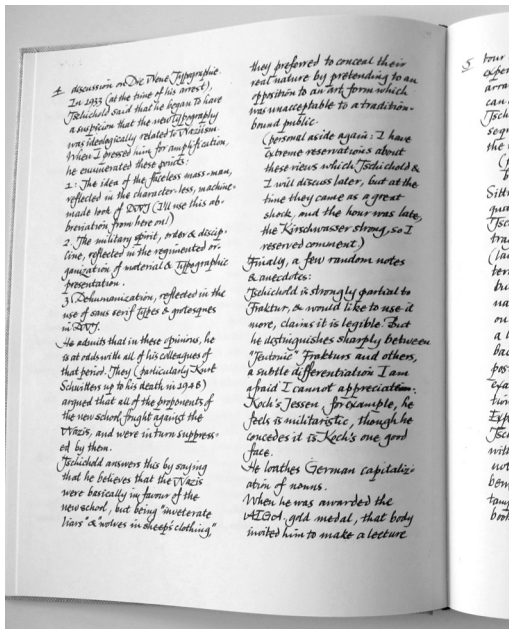 4 discussion on Die Neue Typographie.
In 1933 (at the time of his arrest),
Tschichold said that he began to have
a suspicion that the new typography
was ideologically related to Naziism.
When I pressed him for amplification,
he enumerated these points:
1: The idea of the faceless mass-man,
reflected in the character-less, machine-
made look of DNT (I'll use this ab-
breviation from here on!)
2. The military spirit, order & discip-
line, reflected in the regimented or-
ganization of material & Typographic
presentation.
3 Dehumanization, reflected in the
use of sans serif types & grotesques
in DNT.
He admits that in these opinions, he
is at odds with all of his colleagues of
that period. They (particularly Kurt
Schwitters up to his death in 1948)
argued that all of the proponents of
the new school fought against the
Nazis, and were in turn suppress-
ed by them.
Tschichold answers this by saying
that he believes that the Nazis
were basically in favour of the
new school, but being "inveterate
liars" & "wolves in sheep's clothing,"
they preferred to conceal their
real nature by pretending to an
opposition to an art form which
was unacceptable to a tradition-
bound public.
(personal aside again: I have
extreme reservations about
these views which Tschichold &
I will discuss later, but at the
time they came as a great
shock, and the hour was late,
the Kirschwasser strong, so I
reserved comment)
Finally, a few random notes
& anecdotes:
Tschichold is strongly partial to
Fraktur, & would like to use it
more, claims it is legible. But
he distinguishes sharply between
"Teutonic" Frakturs and others,
a subtle differentiation I am
afraid I cannot appreciation.
Koch's Jessen, for example, he
feels is militaristic, though he
concedes it is Koch's one good
face.
He loathes German capitaliz-
ation of nouns.
When he was awarded the
AIGA gold medal, that body
invited him to make a lecture
5 tour